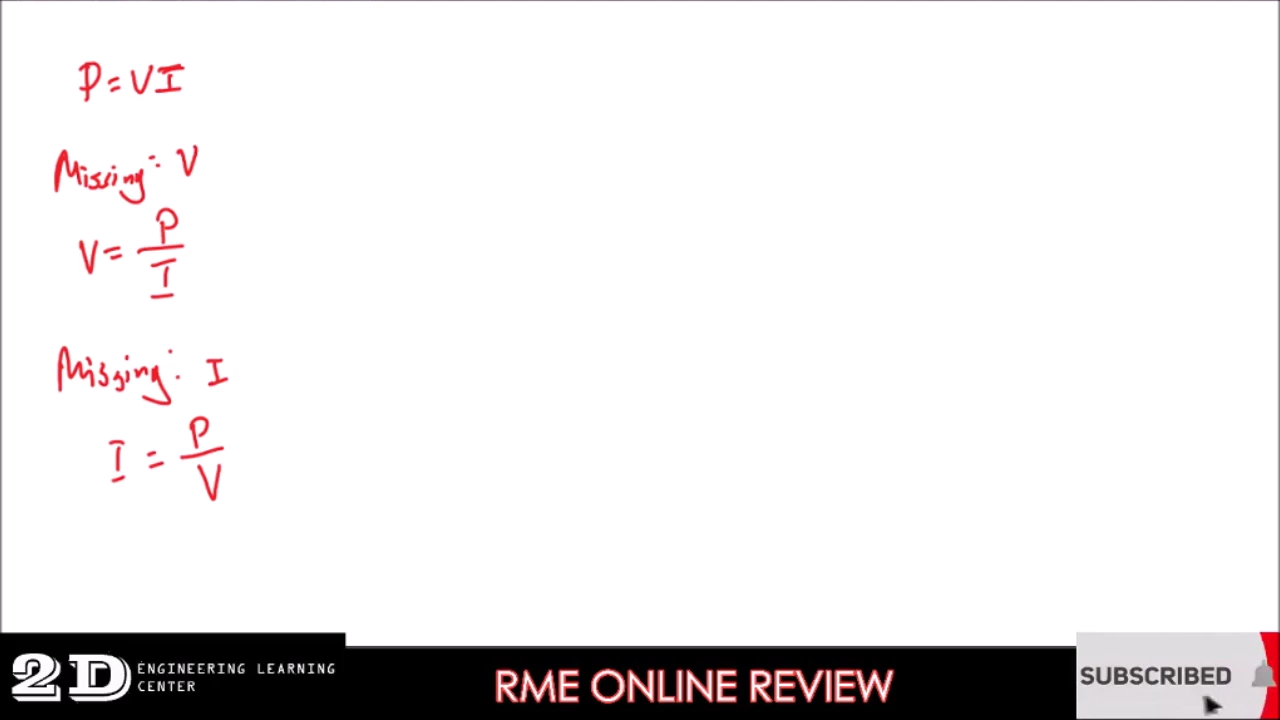 P = VI
Missing: V
V = P/I
Missing: I
I = P/V
2D ENGINEERING LEARNING
CENTER
RME ONLINE REVIEW
SUBSCRIBED